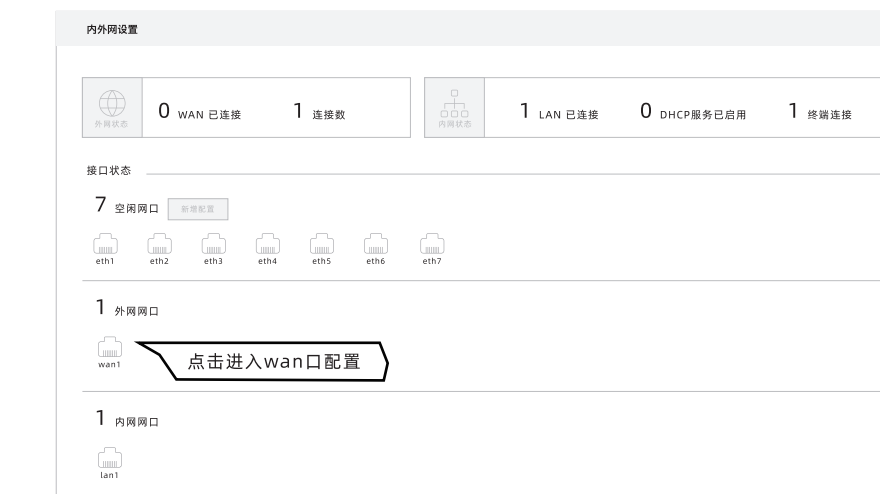 内外网设置
外网状态
0 WAN 已连接
1 连接数
内网状态
1 LAN 已连接
0 DHCP服务已启用
1 终端连接
接口状态
7 空闲网口 新增配置
eth1 eth2 eth3 eth4 eth5 eth6 eth7
1 外网网口
wan1
点击进入wan口配置
1 内网网口
lan1